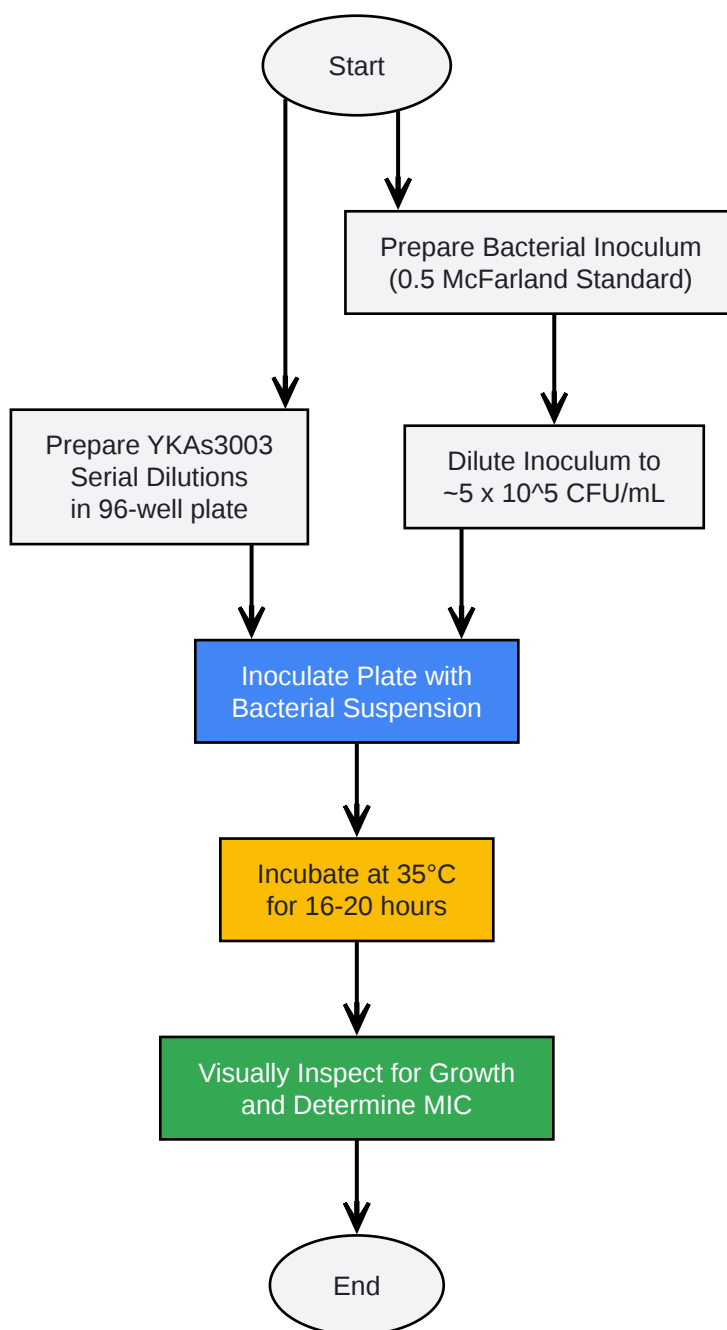 Start
Prepare Bacterial Inoculum
(0.5 McFarland Standard)
Prepare YKAs3003
Serial Dilutions
in 96-well plate
Dilute Inoculum to
~5 x 10^5 CFU/mL
Inoculate Plate with
Bacterial Suspension
Incubate at 35°C
for 16-20 hours
Visually Inspect for Growth
and Determine MIC
End